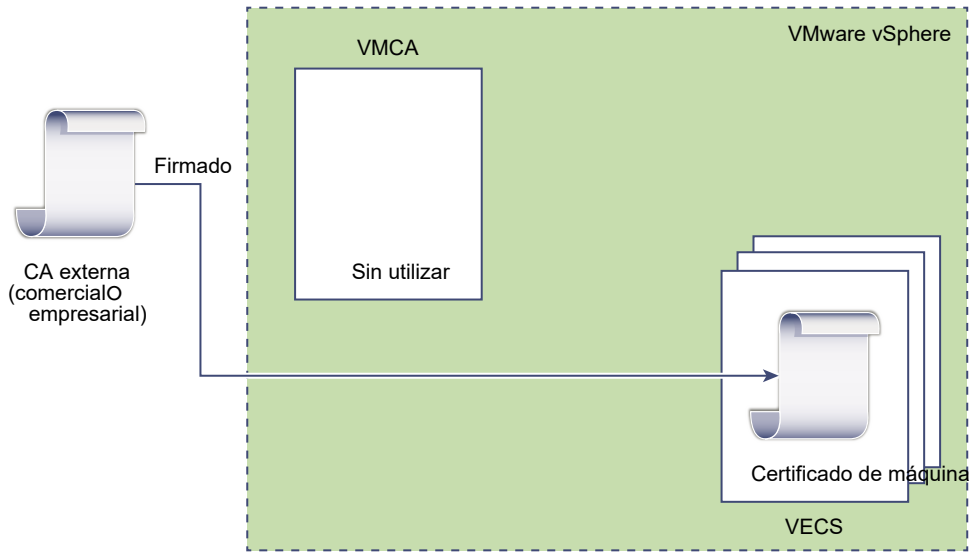 VMware vSphere
VMCA
Firmado
CA externa
(comercialO
empresarial)
Sin utilizar
Certificado de máquina
VECS